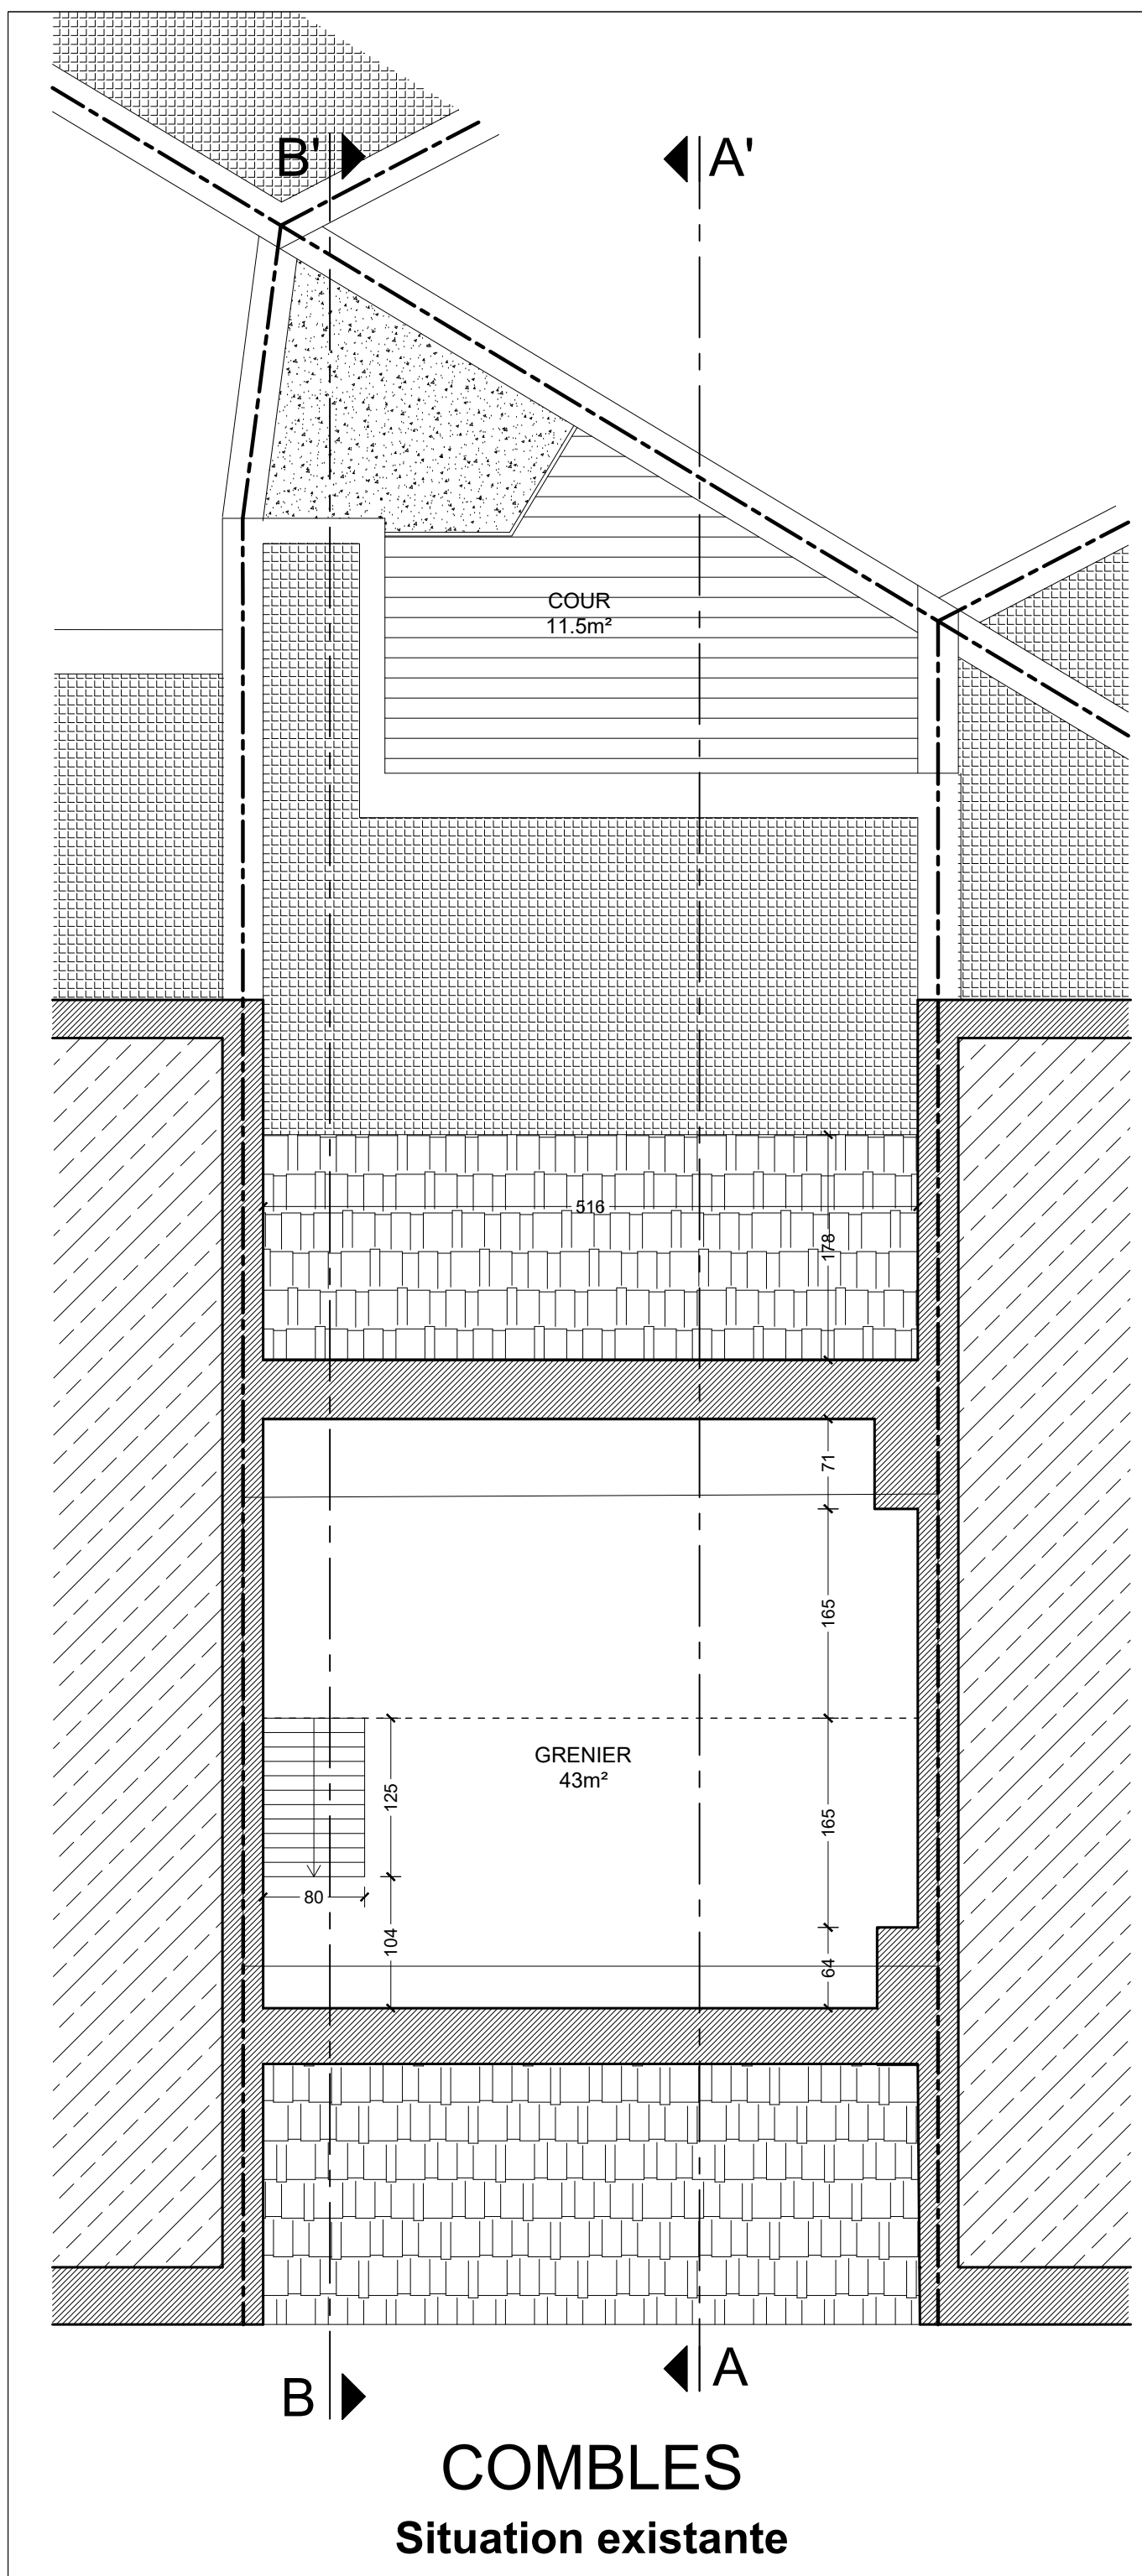 B'
A'
COUR
11.5m²
516
178
71
165
GRENIER
43m²
125
165
80
104
64
B
A
COMBLES
Situation existante